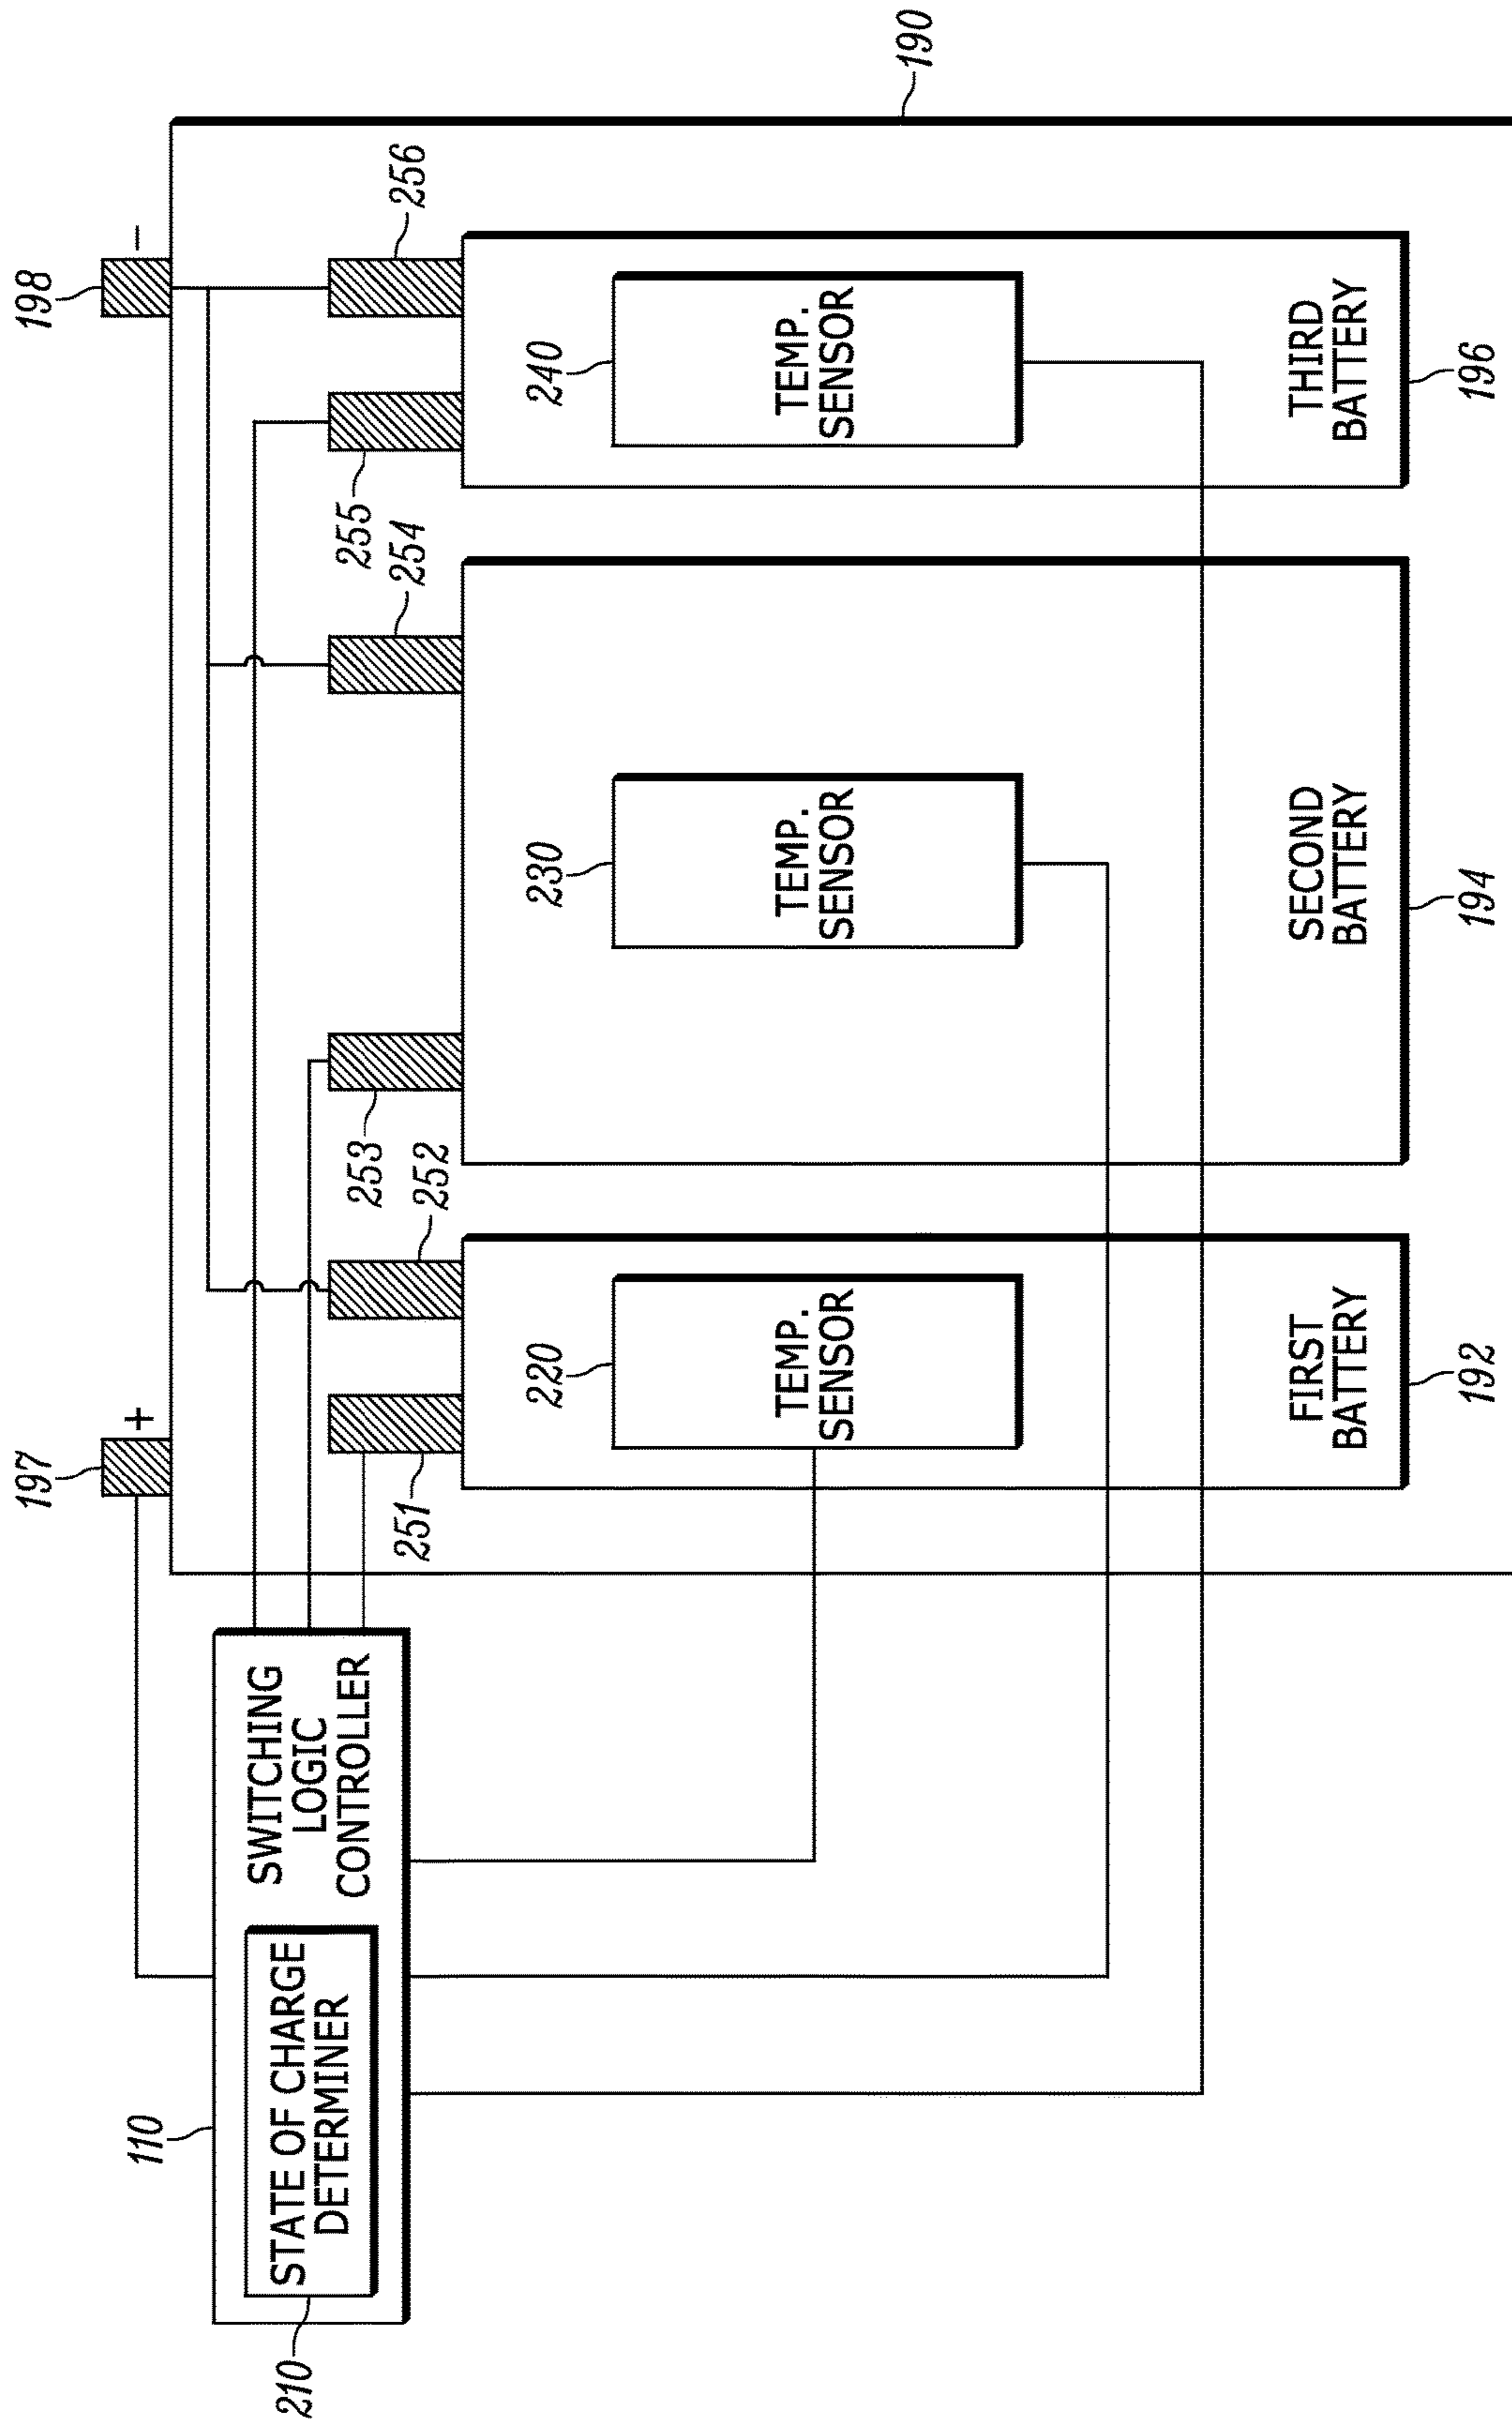 198
197
+
−
110
SWITCHING
LOGIC
CONTROLLER
STATE OF CHARGE
DETERMINER
210
251
252
253
254
255
256
190
220
TEMP.
SENSOR
230
TEMP.
SENSOR
240
TEMP.
SENSOR
FIRST
BATTERY
192
SECOND
BATTERY
194
THIRD
BATTERY
196